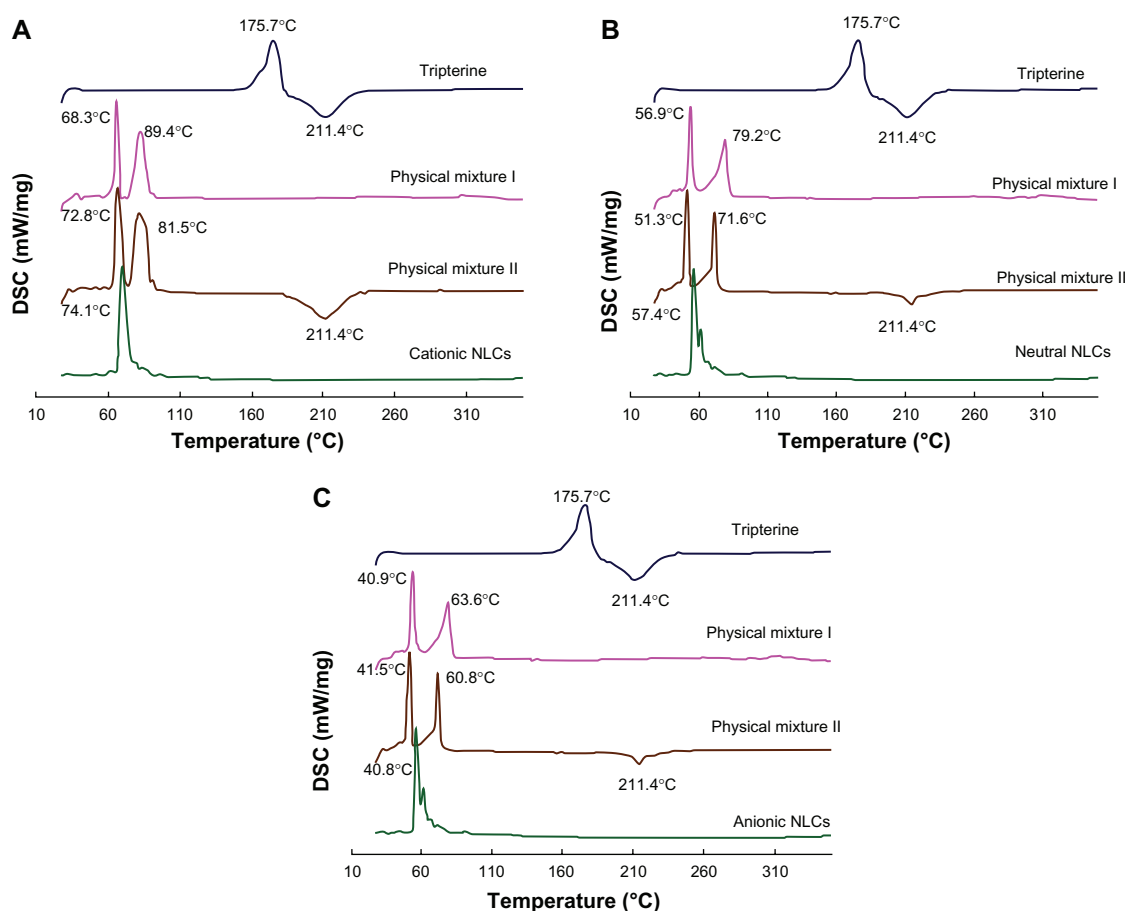 A
175.7°C
Tripterine
68.3°C
89.4°C
211.4°C
Physical mixture I
72.8°C
81.5°C
Physical mixture II
74.1°C
211.4°C
Cationic NLCs
DSC (mW/mg)
10 60 110 160 210 260 310
Temperature (°C)
B
175.7°C
Tripterine
56.9°C
79.2°C
211.4°C
Physical mixture I
51.3°C
71.6°C
Physical mixture II
57.4°C
211.4°C
Neutral NLCs
DSC (mW/mg)
10 60 110 160 210 260 310
Temperature (°C)
C
175.7°C
Tripterine
40.9°C
63.6°C
211.4°C
Physical mixture I
41.5°C
60.8°C
Physical mixture II
40.8°C
211.4°C
Anionic NLCs
DSC (mW/mg)
10 60 110 160 210 260 310
Temperature (°C)